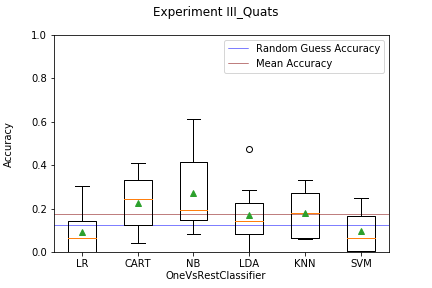 Experiment III_Quats
Random Guess Accuracy
Mean Accuracy
Accuracy
1.0
0.8
0.6
0.4
0.2
0.0
LR CART NB LDA KNN SVM
OneVsRestClassifier